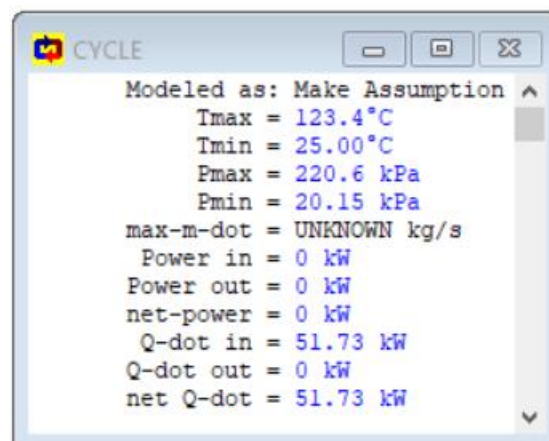 CYCLE
Modeled as: Make Assumption
Tmax = 123.4°C
Tmin = 25.00°C
Pmax = 220.6 kPa
Pmin = 20.15 kPa
max-m-dot = UNKNOWN kg/s
Power in = 0 kW
Power out = 0 kW
net-power = 0 kW
Q-dot in = 51.73 kW
Q-dot out = 0 kW
net Q-dot = 51.73 kW